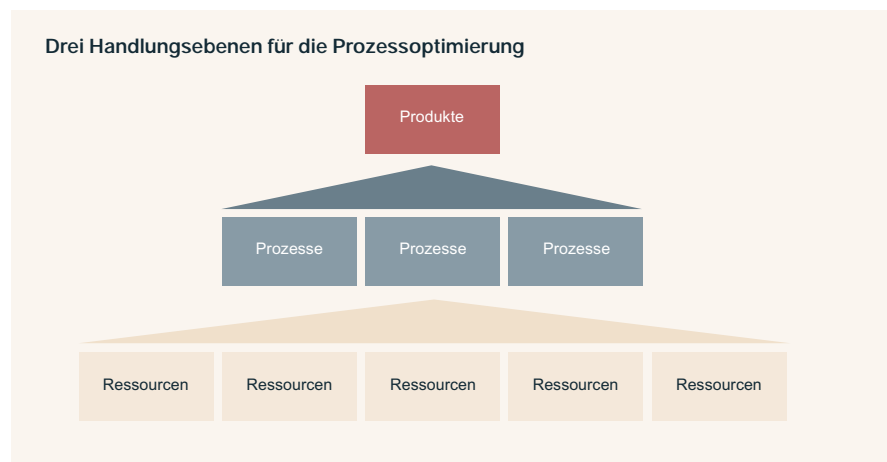 Drei Handlungsebenen für die Prozessoptimierung
Produkte
Prozesse Prozesse Prozesse
Ressourcen Ressourcen Ressourcen Ressourcen Ressourcen